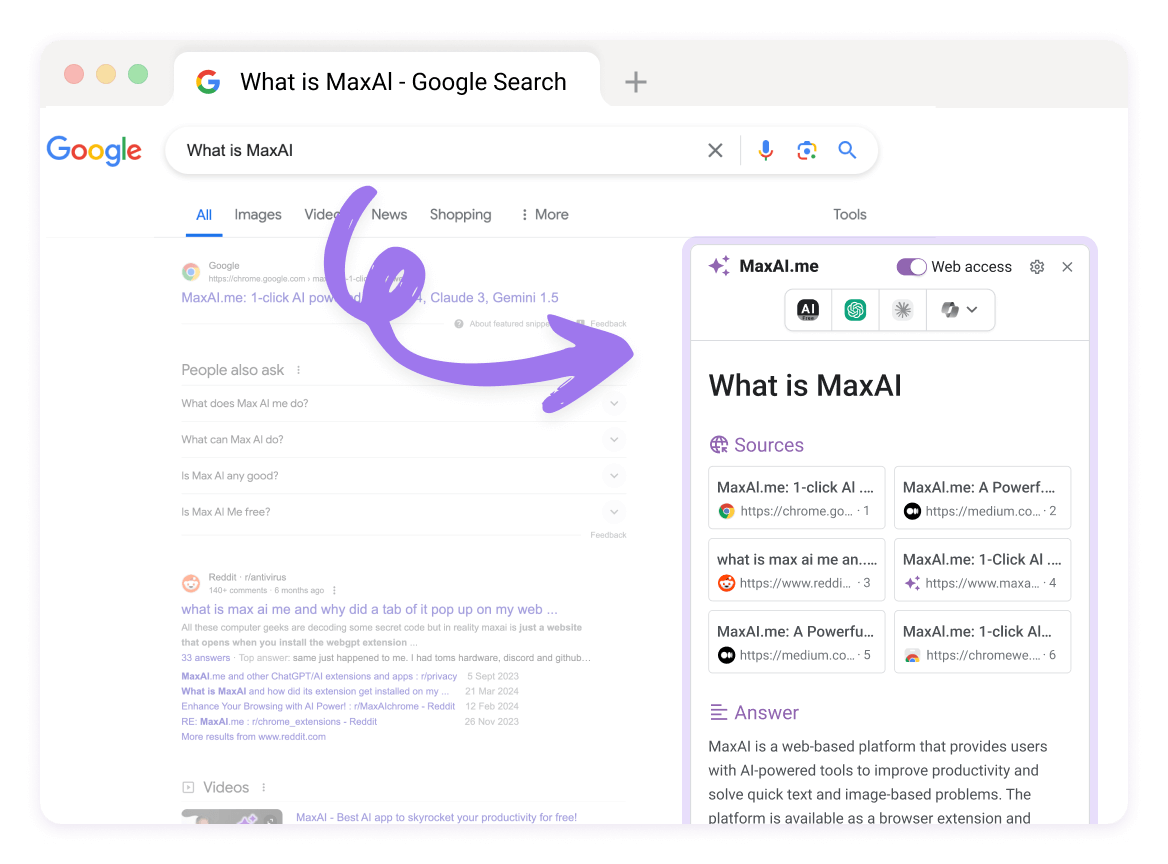 What is MaxAl - Google Search
Google
What is MaxAI
All
Images
Videos
News
Shopping
More
Tools
Google
https://chrome.google.com
MaxAI.me: 1-click AI powered 4, Claude 3, Gemini 1.5
About featured snippets
Feedback
People also ask
What does Max AI me do?
What can Max AI do?
Is Max AI any good?
Is Max AI Me free?
Feedback
Reddit · r/antivirus
140+ comments · 6 months ago
what is max ai me and why did a tab of it pop up on my web ...
All these computer geeks are decoding some secret code but in reality maxai is just a website
that opens when you install the webgpt extension ...
33 answers · Top answer: same just happened to me. I had toms hardware, discord and github…
MaxAI.me and other ChatGPT/AI extensions and apps : r/privacy 5 Sept 2023
What is MaxAI and how did its extension get installed on my ... 21 Mar 2024
Enhance Your Browsing with AI Power! : r/MaxAIchrome - Reddit 12 Feb 2024
RE: MaxAI.me : r/chrome_extensions - Reddit 26 Nov 2023
More results from www.reddit.com
Videos
MaxAI - Best AI app to skyrocket your productivity for free!
MaxAI.me
Web access
AI
What is MaxAI
Sources
MaxAI.me: 1-click AI ....
https://chrome.go... · 1
MaxAI.me: A Powerf....
https://medium.co... · 2
what is max ai me an.....
https://www.reddi... · 3
MaxAI.me: 1-Click AI ....
https://www.maxa... · 4
MaxAI.me: A Powerfu...
https://medium.co... · 5
MaxAI.me: 1-click AI...
https://chromewe.... · 6
Answer
MaxAI is a web-based platform that provides users
with AI-powered tools to improve productivity and
solve quick text and image-based problems. The
platform is available as a browser extension and